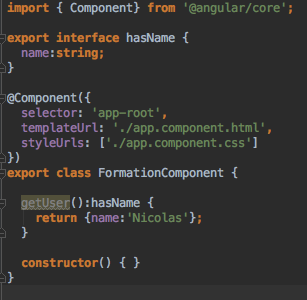 import { Component} from '@angular/core';
export interface hasName {
name:string;
}
@Component({
selector: 'app-root',
templateUrl: './app.component.html',
styleUrls: ['./app.component.css']
})
export class FormationComponent {
getUser():hasName {
return {name:'Nicolas'};
}
constructor() { }
}